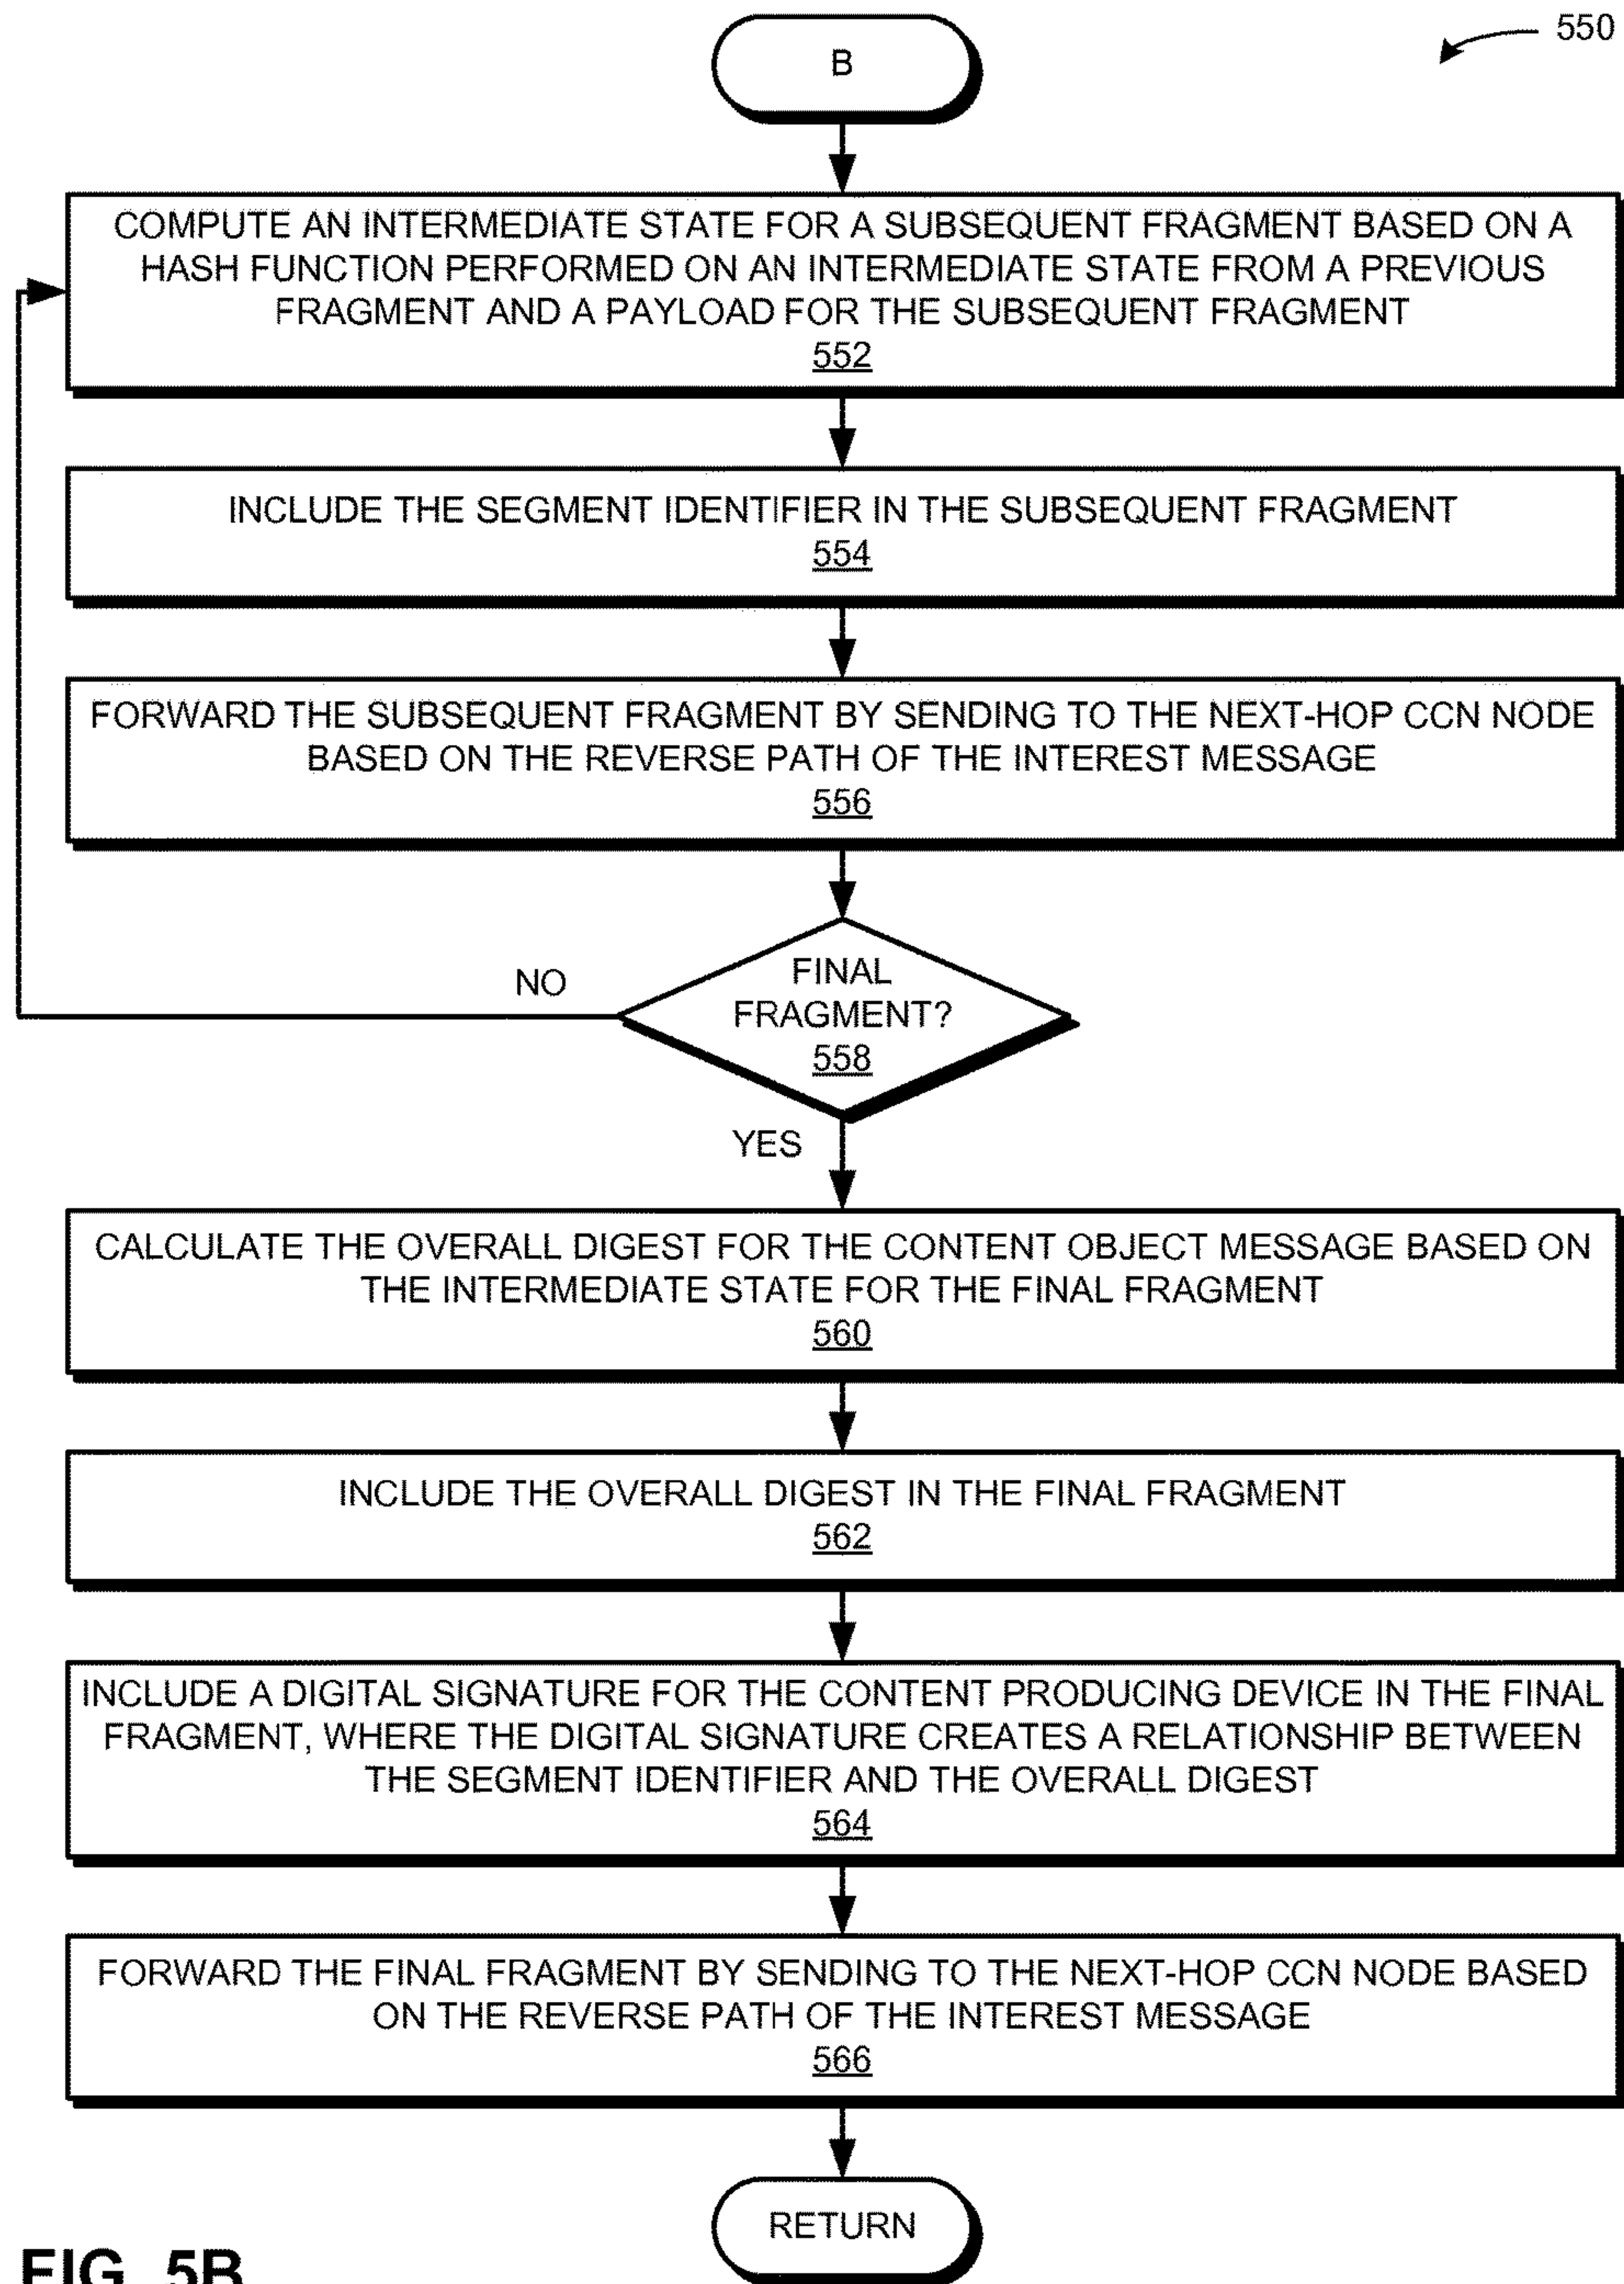 550
B
COMPUTE AN INTERMEDIATE STATE FOR A SUBSEQUENT FRAGMENT BASED ON A
HASH FUNCTION PERFORMED ON AN INTERMEDIATE STATE FROM A PREVIOUS
FRAGMENT AND A PAYLOAD FOR THE SUBSEQUENT FRAGMENT
552
INCLUDE THE SEGMENT IDENTIFIER IN THE SUBSEQUENT FRAGMENT
554
FORWARD THE SUBSEQUENT FRAGMENT BY SENDING TO THE NEXT-HOP CCN NODE
BASED ON THE REVERSE PATH OF THE INTEREST MESSAGE
556
NO
FINAL
FRAGMENT?
558
YES
CALCULATE THE OVERALL DIGEST FOR THE CONTENT OBJECT MESSAGE BASED ON
THE INTERMEDIATE STATE FOR THE FINAL FRAGMENT
560
INCLUDE THE OVERALL DIGEST IN THE FINAL FRAGMENT
562
INCLUDE A DIGITAL SIGNATURE FOR THE CONTENT PRODUCING DEVICE IN THE FINAL
FRAGMENT, WHERE THE DIGITAL SIGNATURE CREATES A RELATIONSHIP BETWEEN
THE SEGMENT IDENTIFIER AND THE OVERALL DIGEST
564
FORWARD THE FINAL FRAGMENT BY SENDING TO THE NEXT-HOP CCN NODE BASED
ON THE REVERSE PATH OF THE INTEREST MESSAGE
566
RETURN
FIG. 5B